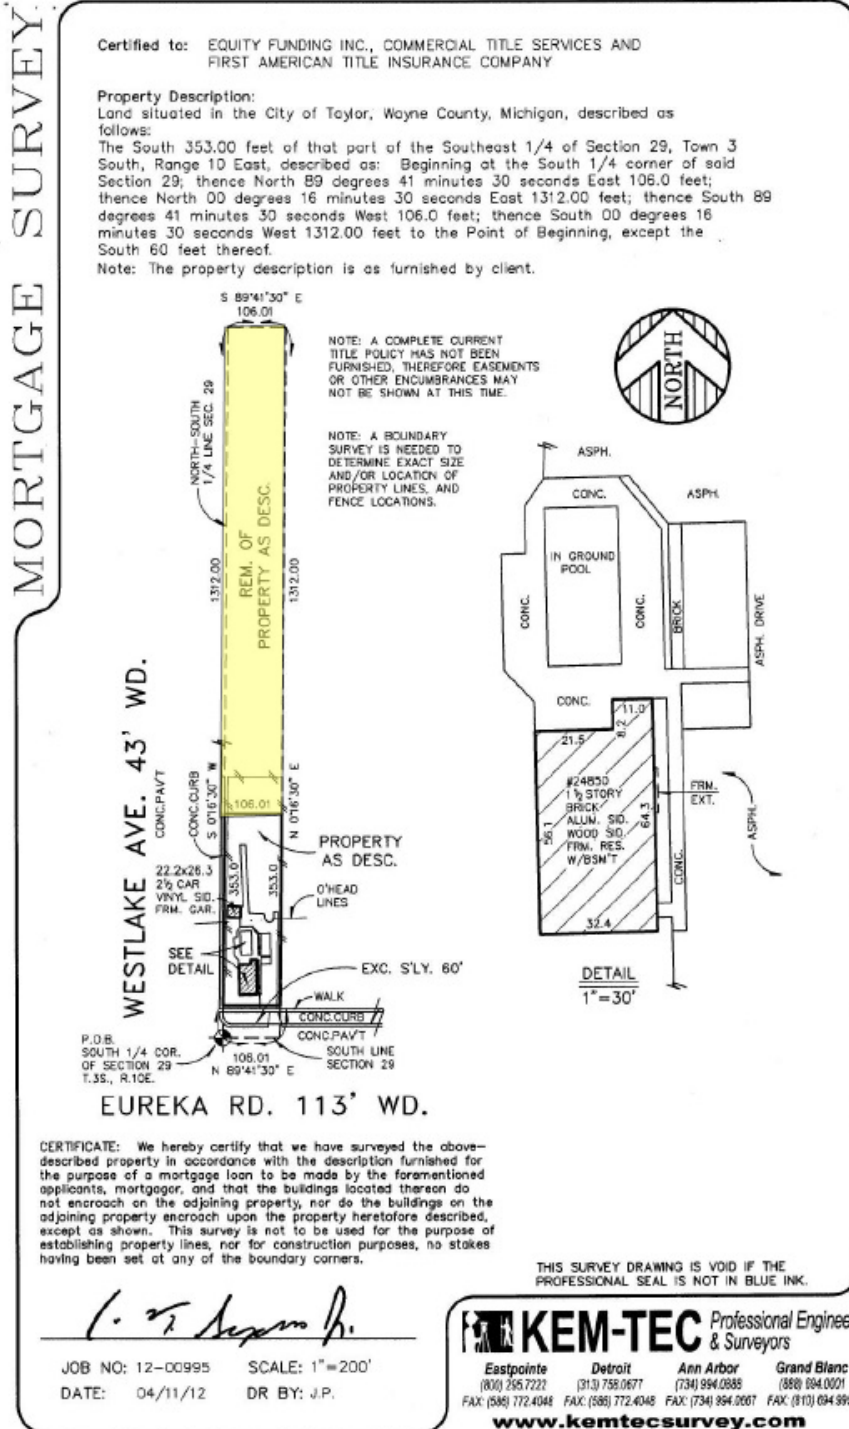 MORTGAGE SURVEY
Certified to: EQUITY FUNDING INC., COMMERCIAL TITLE SERVICES AND
FIRST AMERICAN TITLE INSURANCE COMPANY
Property Description:
Land situated in the City of Taylor, Wayne County, Michigan, described as
follows:
The South 353.00 feet of that part of the Southeast 1/4 of Section 29, Town 3
South, Range 10 East, described as: Beginning at the South 1/4 corner of said
Section 29; thence North 89 degrees 41 minutes 30 seconds East 106.0 feet;
thence North 00 degrees 16 minutes 30 seconds East 1312.00 feet; thence South 89
degrees 41 minutes 30 seconds West 106.0 feet; thence South 00 degrees 16
minutes 30 seconds West 1312.00 feet to the Point of Beginning, except the
South 60 feet thereof.
Note: The property description is as furnished by client.
S 89°41'30" E
106.01
NOTE: A COMPLETE CURRENT
TITLE POLICY HAS NOT BEEN
FURNISHED, THEREFORE EASEMENTS
OR OTHER ENCUMBRANCES MAY
NOT BE SHOWN AT THIS TIME.
NOTE: A BOUNDARY
SURVEY IS NEEDED TO
DETERMINE EXACT SIZE
AND/OR LOCATION OF
PROPERTY LINES, AND
FENCE LOCATIONS.
NORTH
NORTH-SOUTH
1/4 LINE SEC. 29
1312.00
REM. OF
PROPERTY AS DESC.
1312.00
S 0°16'30" W
N 0°16'30" E
106.01
WESTLAKE AVE. 43' WD.
CONC.PAV'T
CONC.CURB
PROPERTY
AS DESC.
22.2x26.3
2½ CAR
VINYL SID.
FRM. GAR.
353.0
353.0
O'HEAD
LINES
SEE
DETAIL
EXC. S'LY. 60'
WALK
CONC.CURB
CONC.PAV'T
P.O.B.
SOUTH 1/4 COR.
OF SECTION 29
T.3S., R.10E.
106.01
N 89°41'30" E
SOUTH LINE
SECTION 29
EUREKA RD. 113' WD.
ASPH.
CONC.
ASPH.
IN GROUND
POOL
CONC.
CONC.
BRICK
ASPH. DRIVE
CONC.
11.0
8.2
21.5
#24850
1 ½ STORY
BRICK
ALUM. SID.
WOOD SID.
FRM. RES.
W/BSM'T
56.1
64.3
32.4
FRM.
EXT.
CONC.
ASPH.
DETAIL
1"=30'
CERTIFICATE: We hereby certify that we have surveyed the above-
described property in accordance with the description furnished for
the purpose of a mortgage loan to be made by the forementioned
applicants, mortgagor, and that the buildings located thereon do
not encroach on the adjoining property, nor do the buildings on the
adjoining property encroach upon the property heretofore described,
except as shown. This survey is not to be used for the purpose of
establishing property lines, nor for construction purposes, no stakes
having been set at any of the boundary corners.
THIS SURVEY DRAWING IS VOID IF THE
PROFESSIONAL SEAL IS NOT IN BLUE INK.
JOB NO: 12-00995 SCALE: 1"=200'
DATE: 04/11/12 DR BY: J.P.
KEM-TEC Professional Enginee
& Surveyors
Eastpointe Detroit Ann Arbor Grand Blanc
(800) 295.7222 (313) 758.0677 (734) 994.0888 (888) 694.0001
FAX: (586) 772.4048 FAX: (586) 772.4048 FAX: (734) 994.0667 FAX: (810) 694.995
www.kemtecsurvey.com